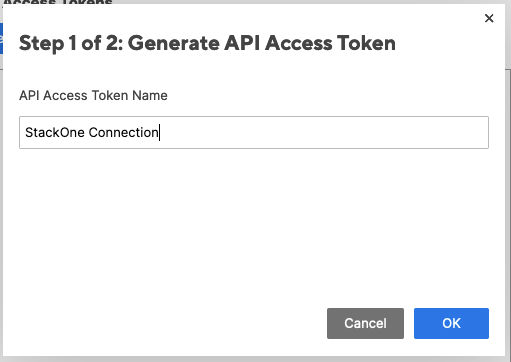 Access Tokens
×
Step 1 of 2: Generate API Access Token
API Access Token Name
StackOne Connection
Cancel
OK